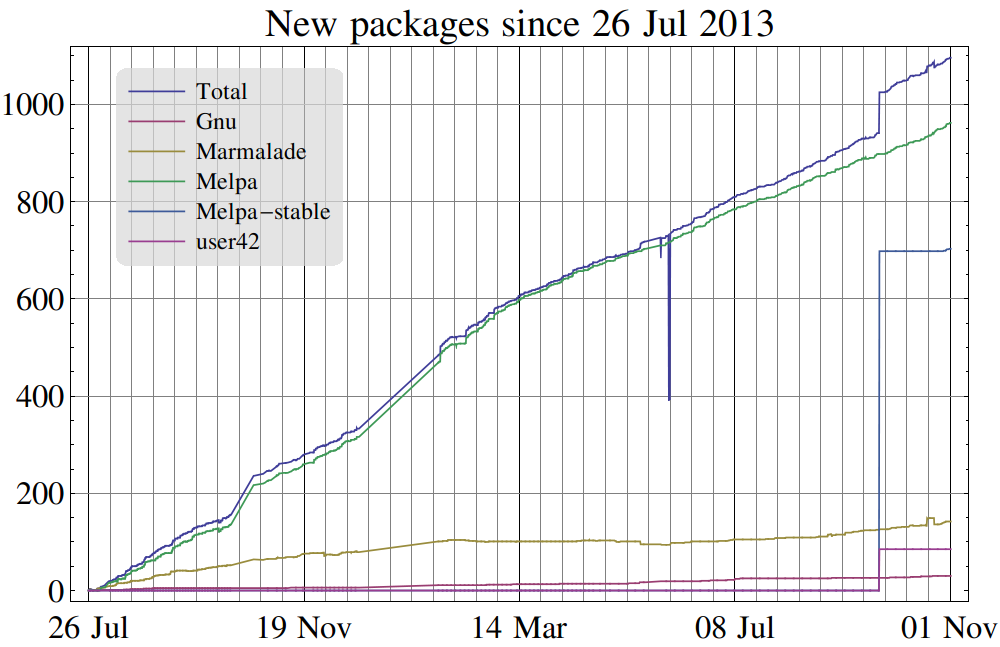 New packages since 26 Jul 2013
Total
Gnu
Marmalade
Melpa
Melpa−stable
user42
1000
800
600
400
200
0
26 Jul 19 Nov 14 Mar 08 Jul 01 Nov